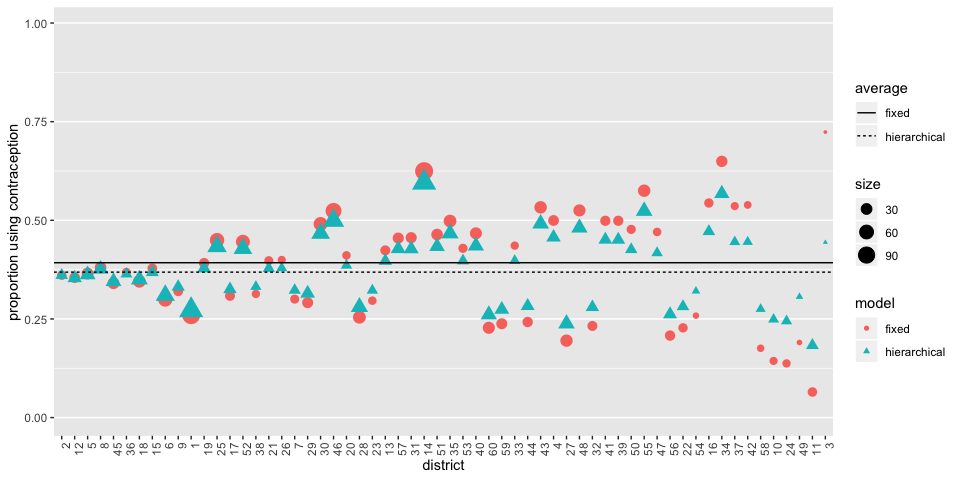 1.00
0.75
0.50
0.25
0.00
proportion using contraception
2 12 5 8 45 36 18 15 6 9 1 19 25 17 52 38 21 26 7 29 30 46 20 28 23 13 57 31 14 51 35 53 40 60 59 33 44 43 4 27 48 32 41 39 50 55 47 56 22 54 16 34 37 42 58 10 24 49 11 3
district
average
fixed
hierarchical
size
30
60
90
model
fixed
hierarchical